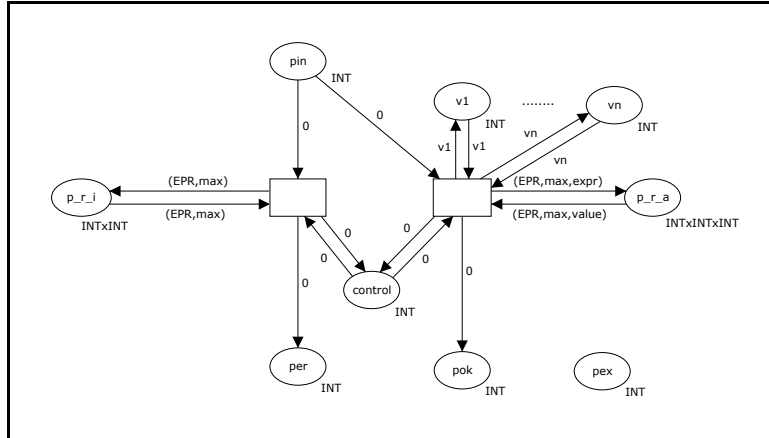 pin
INT
v1
INT
........
vn
INT
0
0
v1
v1
vn
vn
p_r_i
INTxINT
(EPR,max)
(EPR,max)
(EPR,max,expr)
(EPR,max,value)
p_r_a
INTxINTxINT
0
0
0
0
control
INT
0
0
per
INT
pok
INT
pex
INT